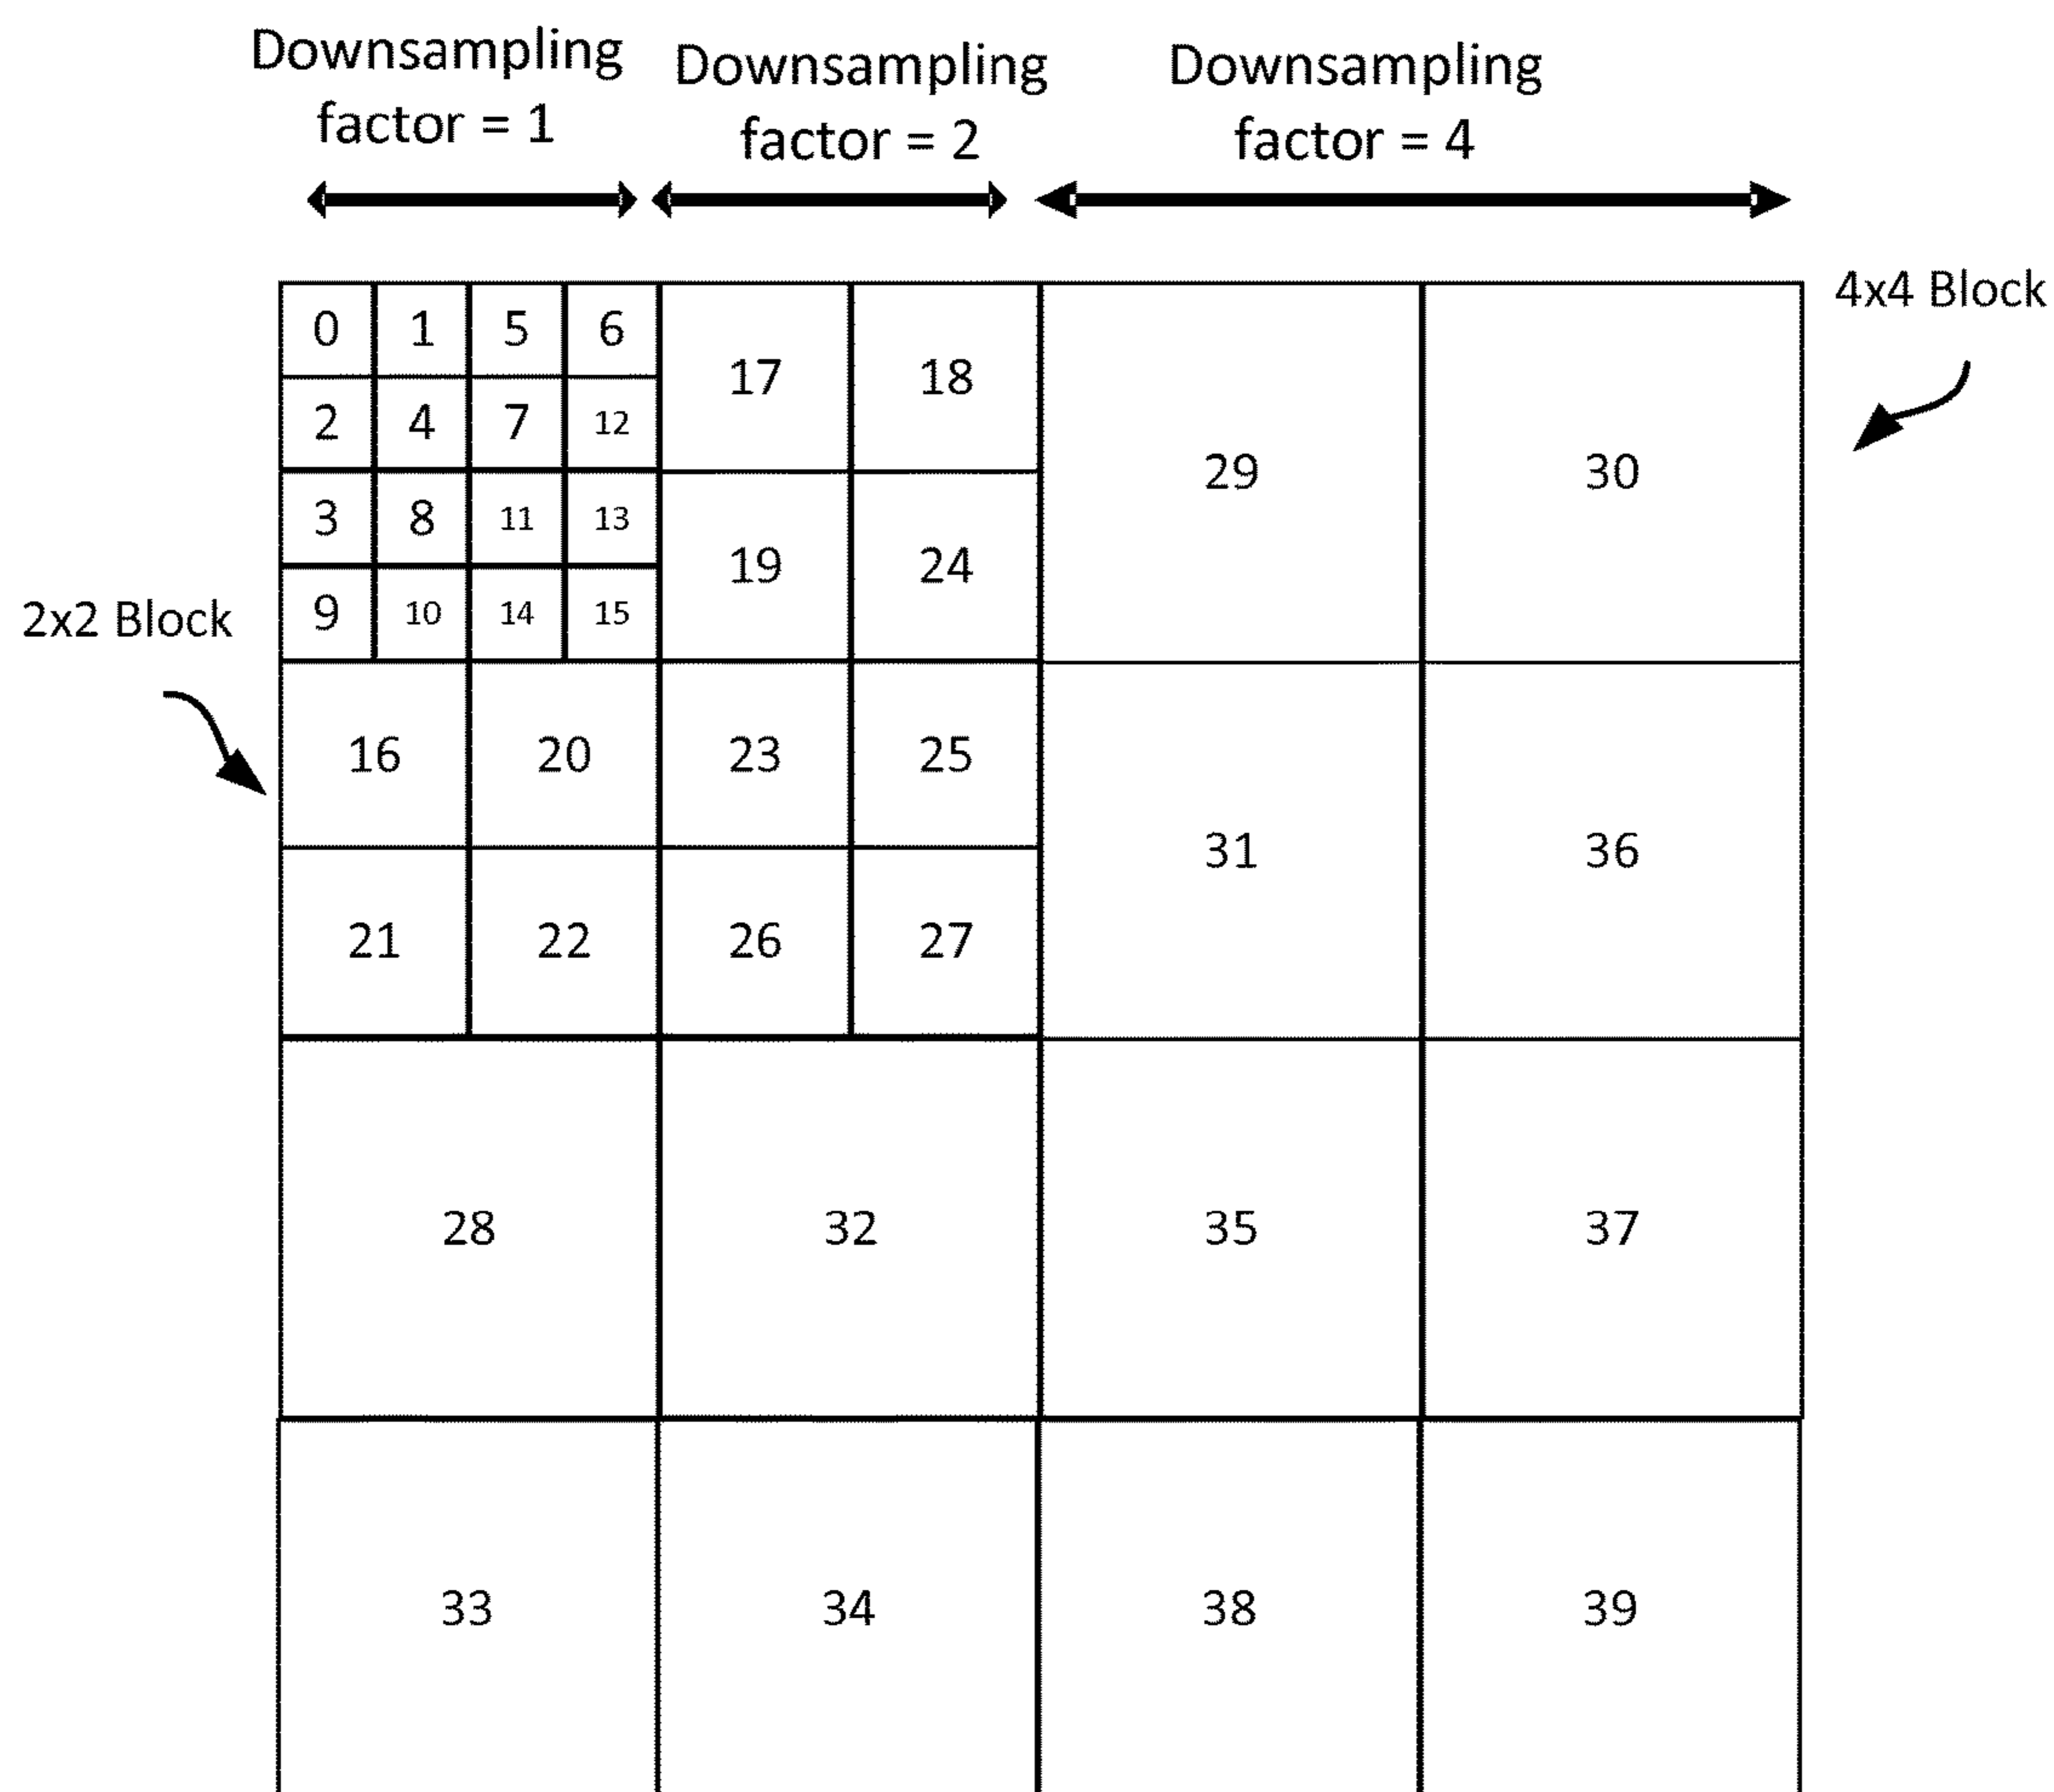 Downsampling
factor = 1
Downsampling
factor = 2
Downsampling
factor = 4
4x4 Block
2x2 Block
0 1 5 6
17 18
2 4 7 12
29 30
3 8 11 13
19 24
9 10 14 15
16 20 23 25
31 36
21 22 26 27
28 32 35 37
33 34 38 39